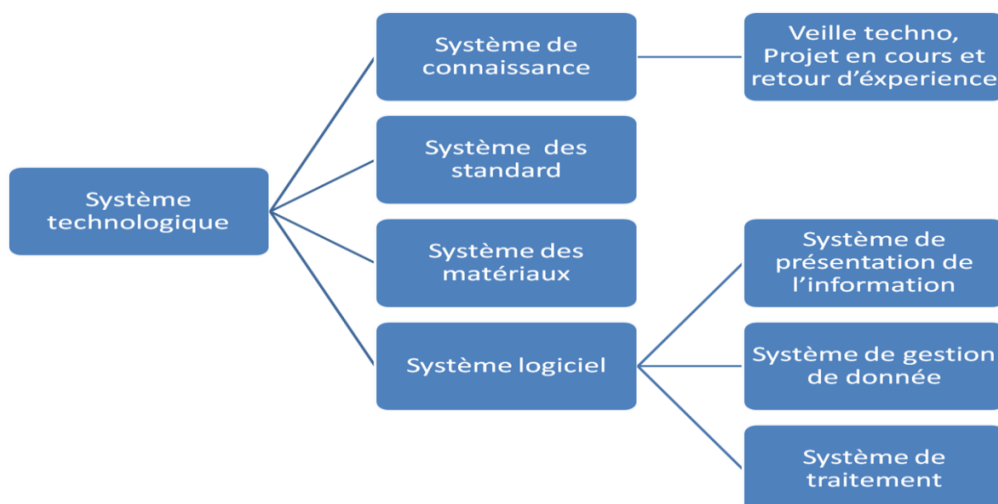 Système
technologique
Système de
connaissance
Veille techno,
Projet en cours et
retour d'éxperience
Système des
standard
Système des
matériaux
Système logiciel
Système de
présentation de
l'information
Système de gestion
de donnée
Système de
traitement